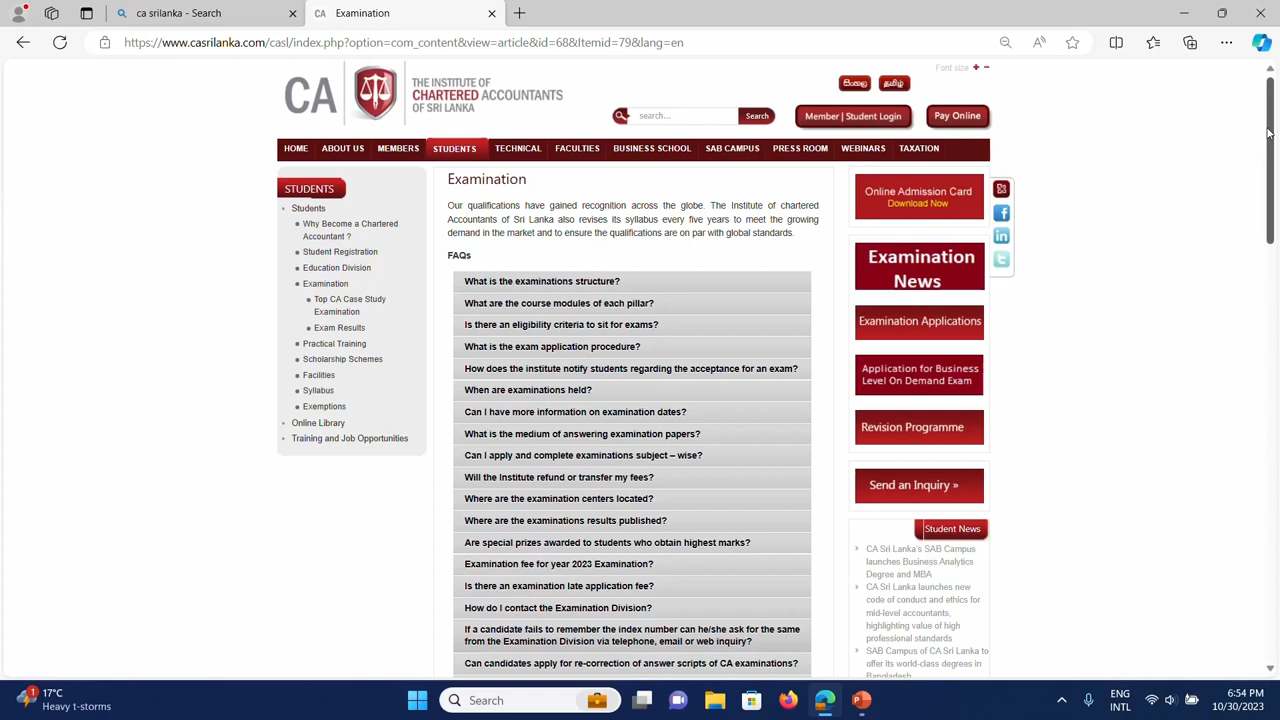 ca srilanka - Search
Examination
https://www.casrilanka.com/casl/index.php?option=com_content&view=article&id=68&Itemid=79&lang=en
Font size + −
CA
THE INSTITUTE OF
CHARTERED ACCOUNTANTS
OF SRI LANKA
සිංහල
தமிழ்
search...
Search
Member | Student Login
Pay Online
HOME ABOUT US MEMBERS STUDENTS TECHNICAL FACULTIES BUSINESS SCHOOL SAB CAMPUS PRESS ROOM WEBINARS TAXATION
STUDENTS
Students
Why Become a Chartered
Accountant ?
Student Registration
Education Division
Examination
Top CA Case Study
Examination
Exam Results
Practical Training
Scholarship Schemes
Facilities
Syllabus
Exemptions
Online Library
Training and Job Opportunities
Examination
Our qualifications have gained recognition across the globe. The Institute of chartered
Accountants of Sri Lanka also revises its syllabus every five years to meet the growing
demand in the market and to ensure the qualifications are on par with global standards.
FAQs
What is the examinations structure?
What are the course modules of each pillar?
Is there an eligibility criteria to sit for exams?
What is the exam application procedure?
How does the institute notify students regarding the acceptance for an exam?
When are examinations held?
Can I have more information on examination dates?
What is the medium of answering examination papers?
Can I apply and complete examinations subject – wise?
Will the Institute refund or transfer my fees?
Where are the examination centers located?
Where are the examinations results published?
Are special prizes awarded to students who obtain highest marks?
Examination fee for year 2023 Examination?
Is there an examination late application fee?
How do I contact the Examination Division?
If a candidate fails to remember the index number can he/she ask for the same
from the Examination Division via telephone, email or web inquiry?
Can candidates apply for re-correction of answer scripts of CA examinations?
Online Admission Card
Download Now
Examination
News
Examination Applications
Application for Business
Level On Demand Exam
Revision Programme
Send an Inquiry »
Student News
CA Sri Lanka's SAB Campus
launches Business Analytics
Degree and MBA
CA Sri Lanka launches new
code of conduct and ethics for
mid-level accountants,
highlighting value of high
professional standards
SAB Campus of CA Sri Lanka to
offer its world-class degrees in
Bangladesh
1
17°C
Heavy t-storms
Search
ENG
INTL
6:54 PM
10/30/2023